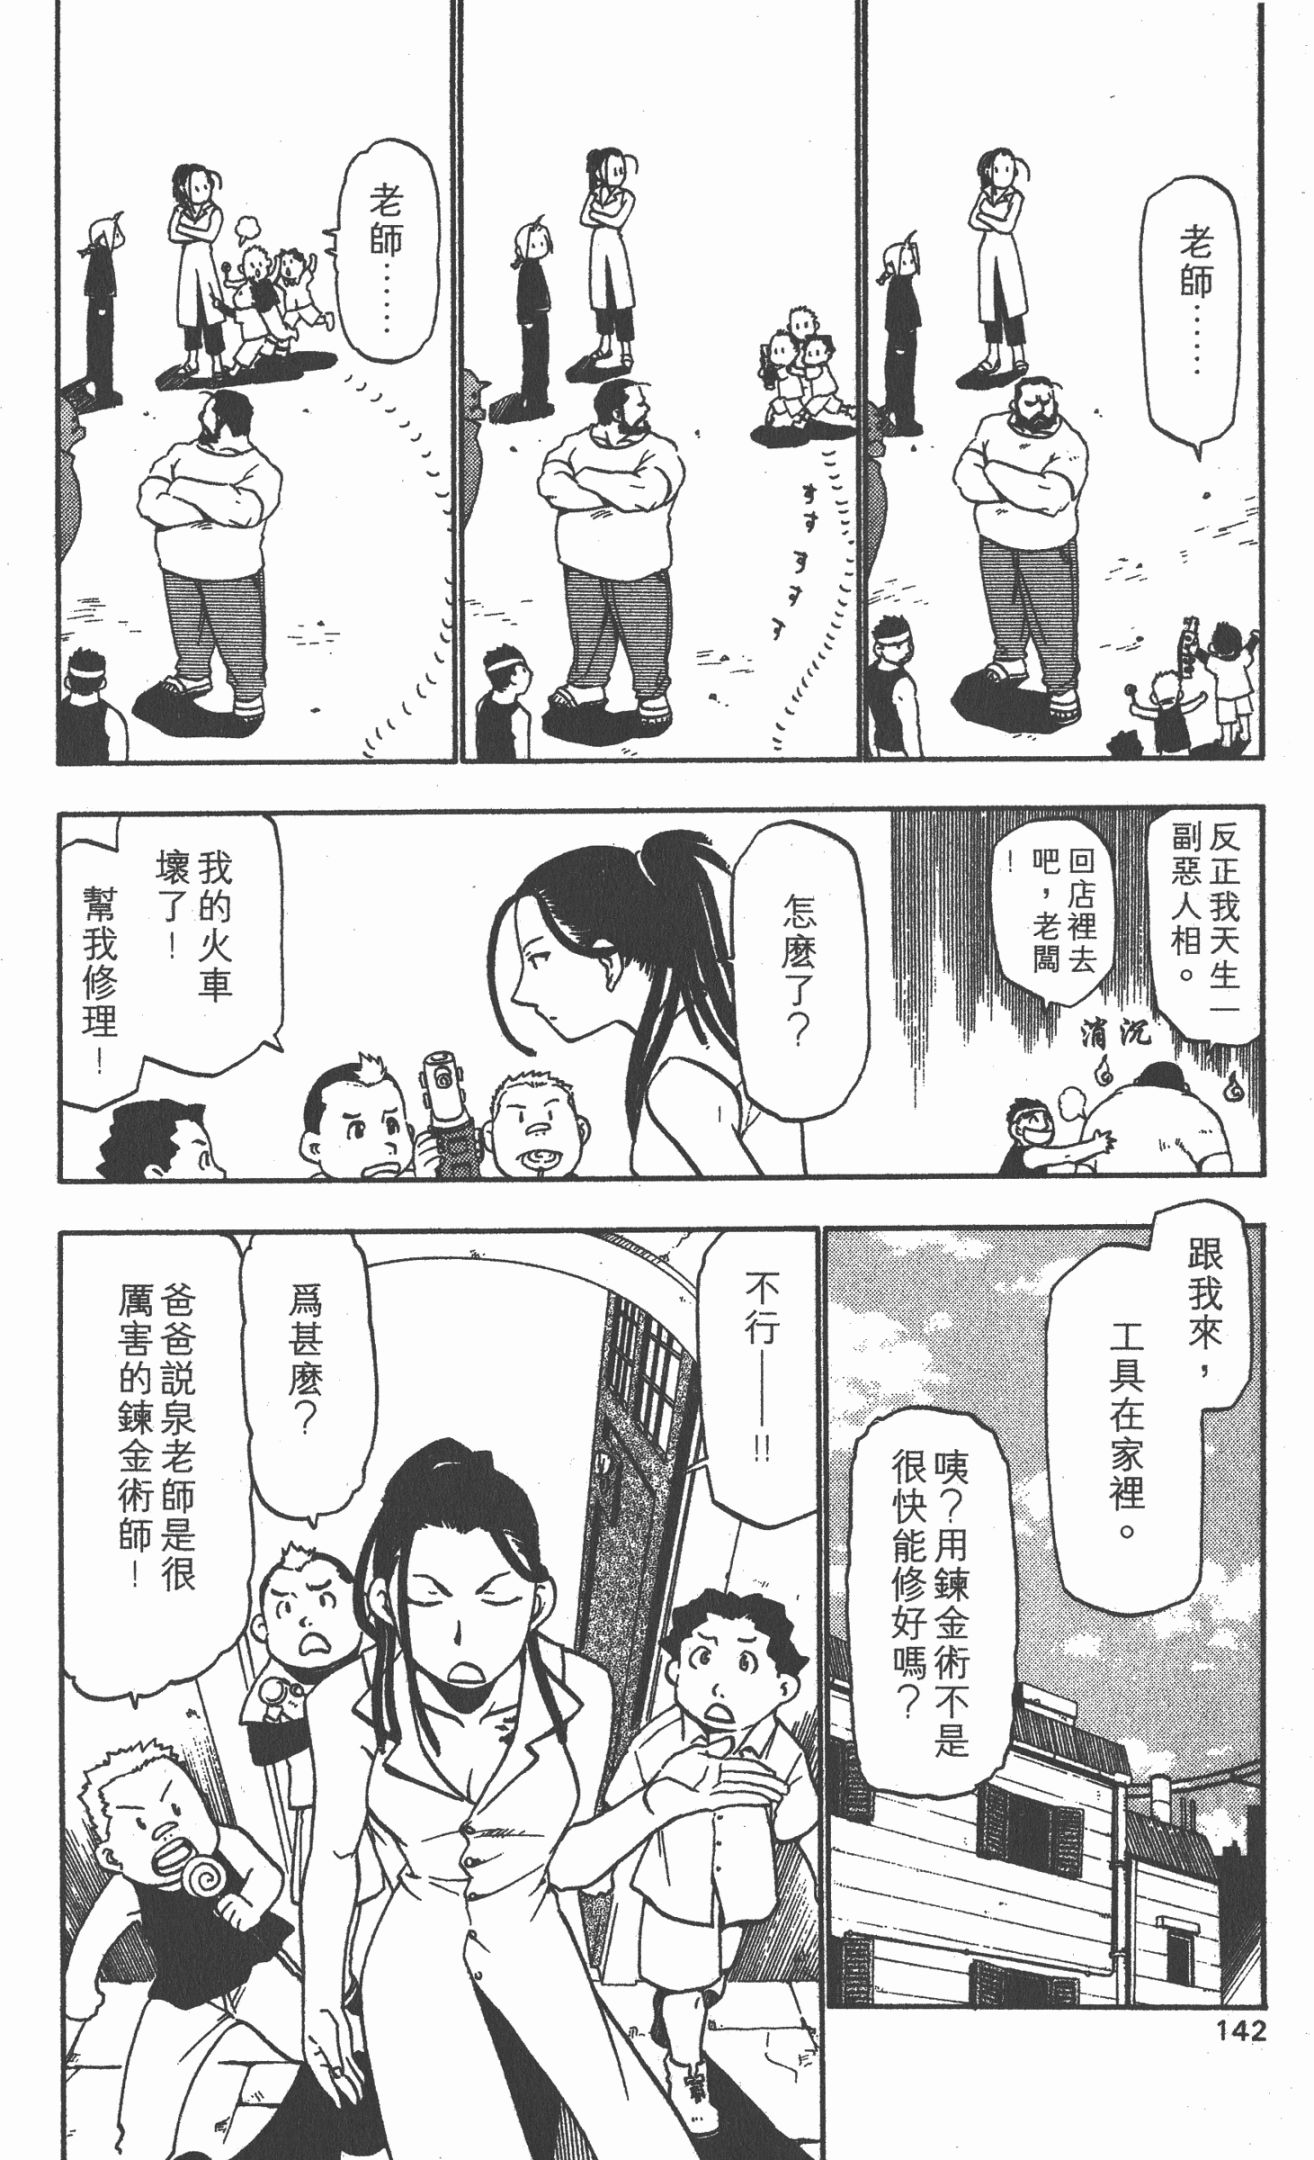 老師……
す
す
す
す
す
老師……
反正我天生一
副惡人相。
回店裡去
吧，老闆
！
消沉
怎麼了？
我的火車
壞了！
幫我修理！
跟我來，
工具在家裡。
咦？用鍊金術不是
很快能修好嗎？
不行——!!
爲甚麼？
爸爸説泉老師是很
厲害的鍊金術師！
142